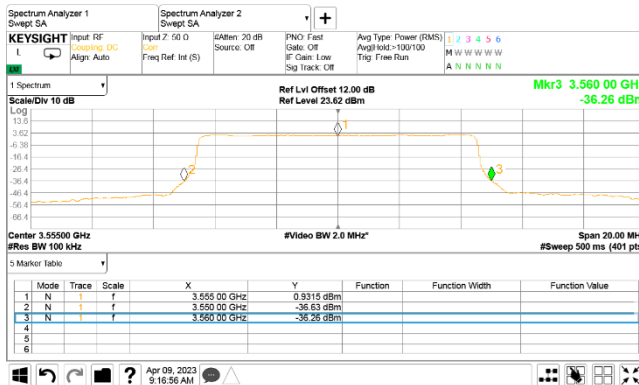 Spectrum Analyzer 1
Swept SA
Spectrum Analyzer 2
Swept SA
+
KEYSIGHT
L
Input: RF
Coupling: DC
Align: Auto
Input Z: 50 Ω
Corr
Freq Ref: Int (S)
#Atten: 20 dB
Source: Off
PNO: Fast
Gate: Off
IF Gain: Low
Sig Track: Off
Avg Type: Power (RMS)
Avg|Hold:>100/100
Trig: Free Run
1 2 3 4 5 6
M W W W W W
A N N N N N
1 Spectrum
Scale/Div 10 dB
Ref Lvl Offset 12.00 dB
Ref Level 23.62 dBm
Mkr3 3.560 00 GH
-36.26 dBr
Log
13.6
3.62
-6.38
-16.4
-26.4
-36.4
-46.4
-56.4
-66.4
1
2
3
Center 3.55500 GHz
#Res BW 100 kHz
#Video BW 2.0 MHz*
Span 20.00 MH
#Sweep 500 ms (401 pts
5 Marker Table
Mode Trace Scale X Y Function Function Width Function Value
1 N 1 f 3.555 00 GHz 0.9315 dBm
2 N 1 f 3.550 00 GHz -36.63 dBm
3 N 1 f 3.560 00 GHz -36.26 dBm
4
5
6
?
Apr 09, 2023
9:16:56 AM